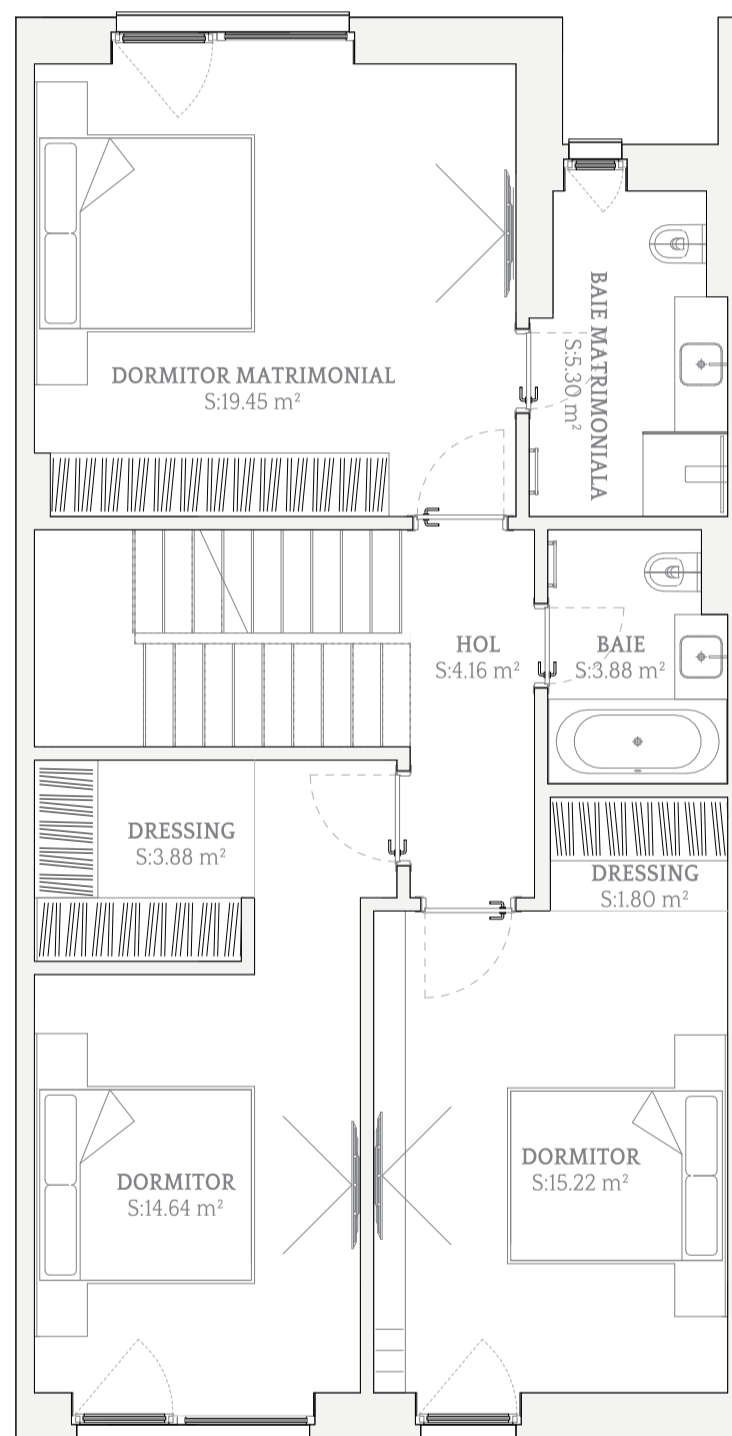 DORMITOR MATRIMONIAL
S:19.45 m²
BAIE MATRIMONIALA
S:5.30 m²
HOL
S:4.16 m²
BAIE
S:3.88 m²
DRESSING
S:3.88 m²
DRESSING
S:1.80 m²
DORMITOR
S:14.64 m²
DORMITOR
S:15.22 m²